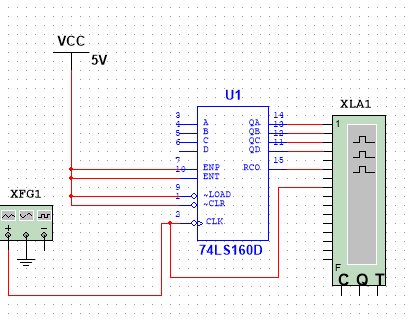 VCC
5V
U1
XLA1
3 A QA 14
4 B QB 13
5 C QC 12
6 D QD 11
7 ENP RCO 15
10 ENT
9 ~LOAD
1 ~CLR
2 CLK
74LS160D
XFG1
+ −
1
F
C Q T